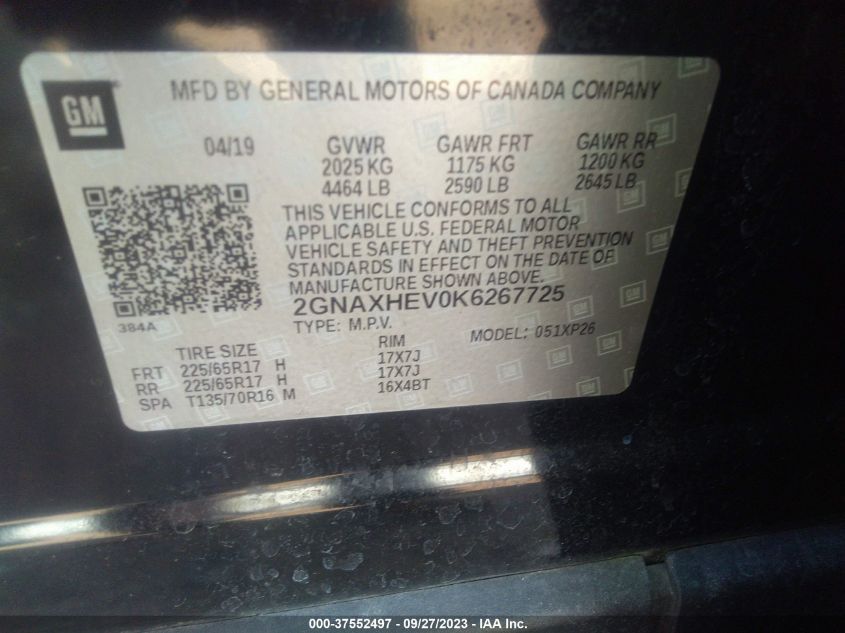 GM
MFD BY GENERAL MOTORS OF CANADA COMPANY
04/19 GVWR GAWR FRT GAWR RR
2025 KG 1175 KG 1200 KG
4464 LB 2590 LB 2645 LB
THIS VEHICLE CONFORMS TO ALL
APPLICABLE U.S. FEDERAL MOTOR
VEHICLE SAFETY AND THEFT PREVENTION
STANDARDS IN EFFECT ON THE DATE OF
MANUFACTURE SHOWN ABOVE.
2GNAXHEV0K6267725
384A
TYPE: M.P.V. MODEL: 051XP26
TIRE SIZE RIM
FRT 225/65R17 H 17X7J
RR 225/65R17 H 17X7J
SPA T135/70R16 M 16X4BT
000-37552497 - 09/27/2023 - IAA Inc.